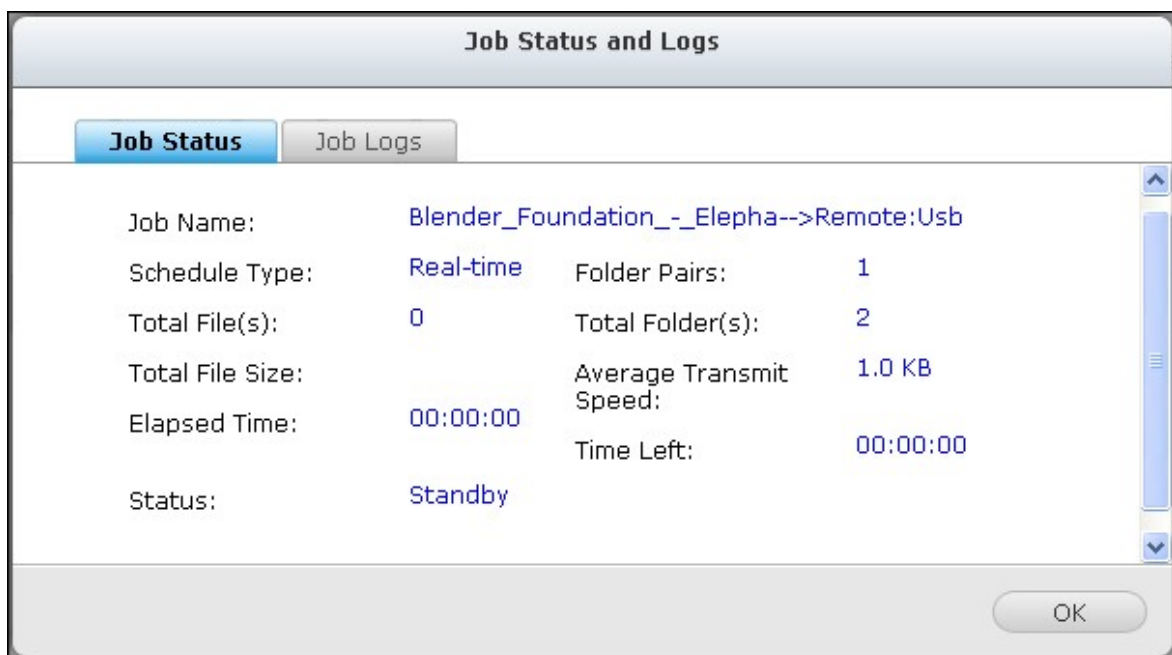 Job Status and Logs
Job Status Job Logs
Job Name: Blender_Foundation_-_Elepha-->Remote:Usb
Schedule Type: Real-time Folder Pairs: 1
Total File(s): 0 Total Folder(s): 2
Total File Size: Average Transmit Speed: 1.0 KB
Elapsed Time: 00:00:00
Time Left: 00:00:00
Status: Standby
OK